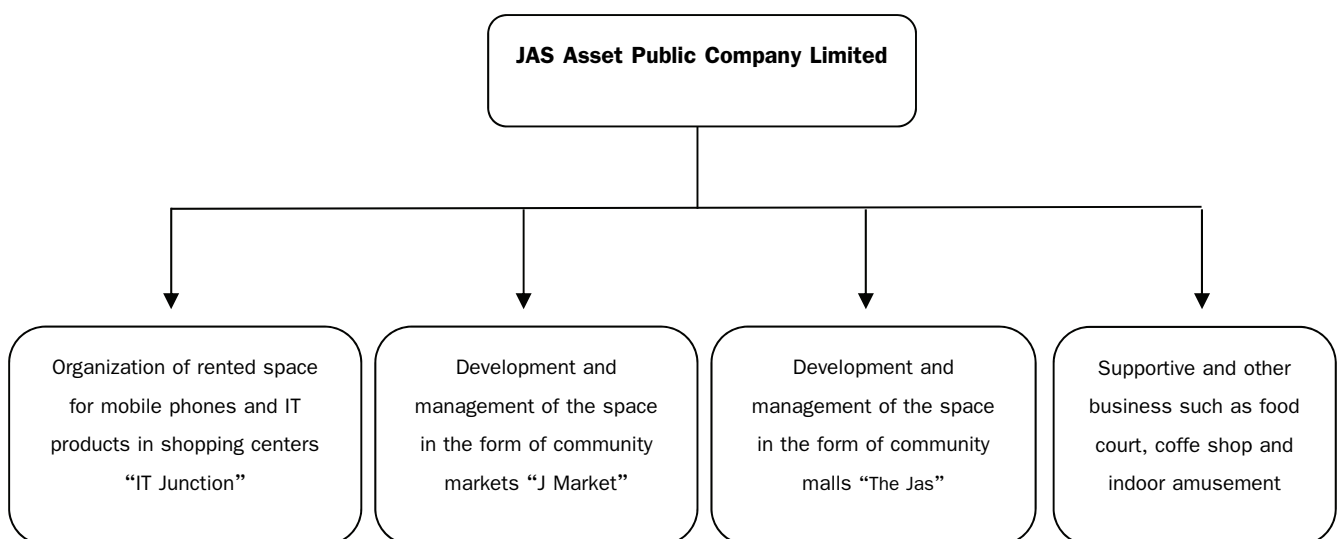 JAS Asset Public Company Limited
Organization of rented space
for mobile phones and IT
products in shopping centers
“IT Junction”
Development and
management of the space
in the form of community
markets “J Market”
Development and
management of the space
in the form of community
malls “The Jas”
Supportive and other
business such as food
court, coffe shop and
indoor amusement